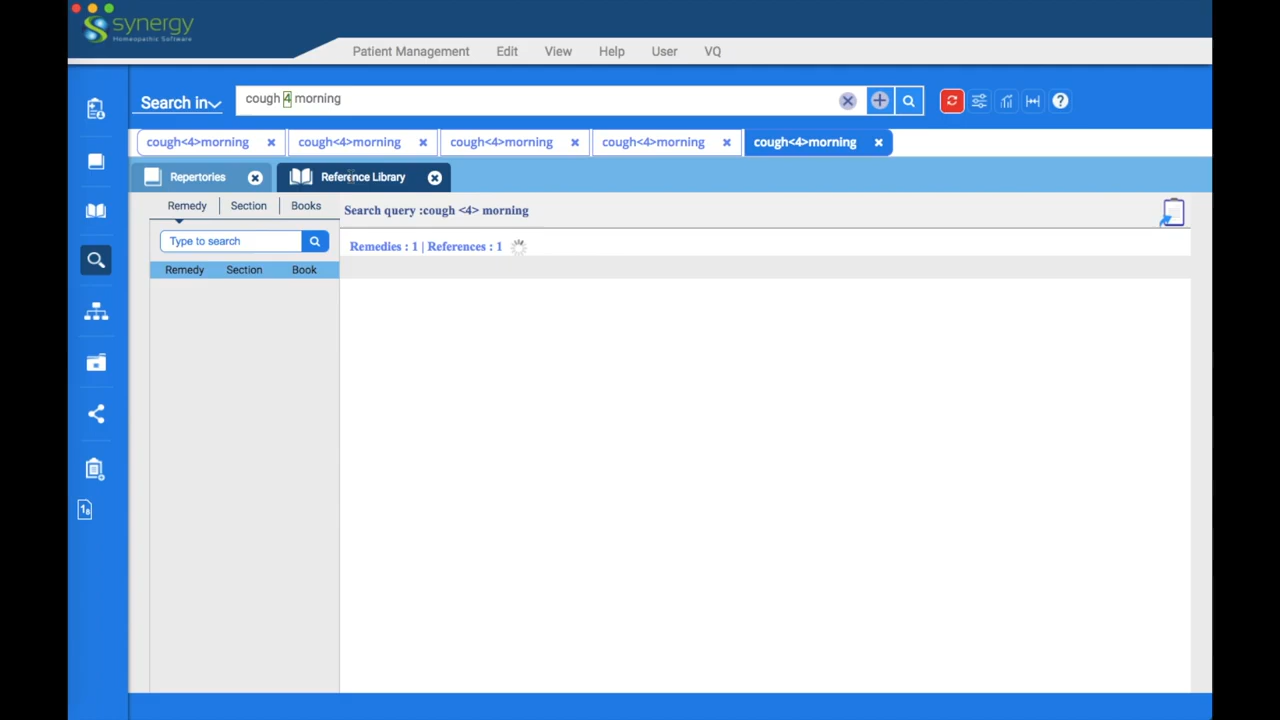 synergy
Homeopathic Software
Patient Management Edit View Help User VQ
Search in
cough 4 morning
?
cough<4>morning cough<4>morning cough<4>morning cough<4>morning cough<4>morning
Repertories Reference Library
Remedy Section Books
Search query :cough <4> morning
Type to search
Remedies : 1 | References : 1
Remedy Section Book